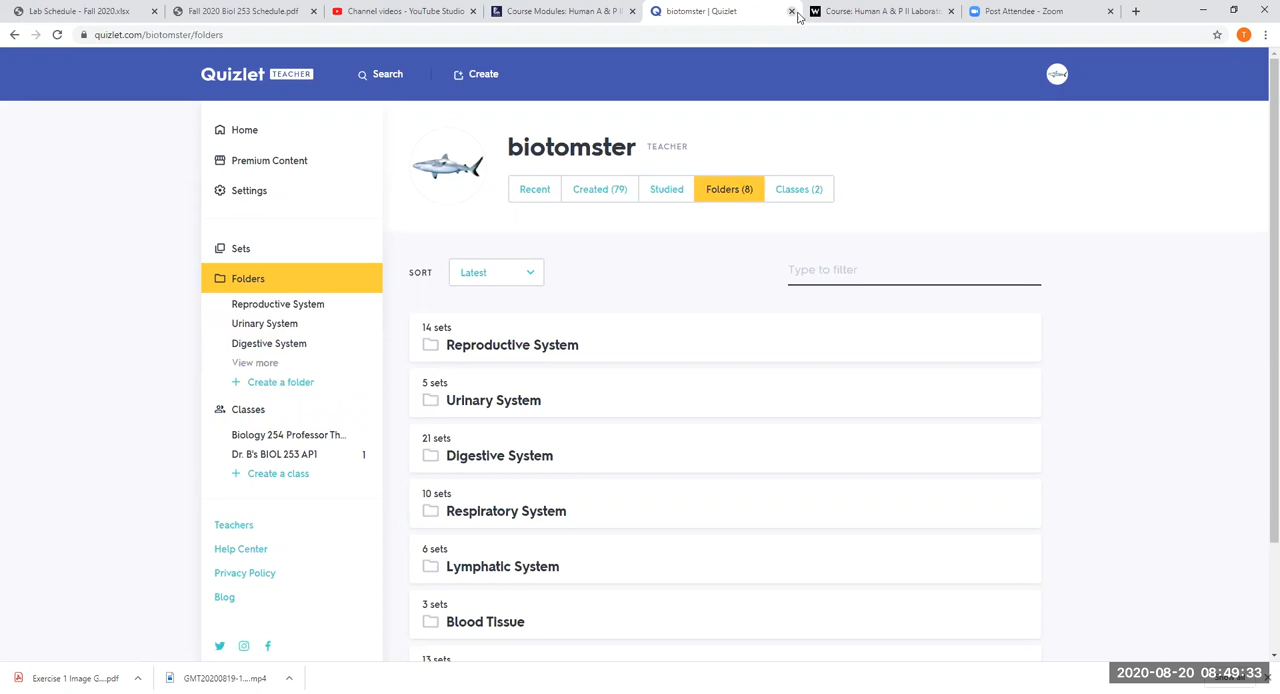 Lab Schedule - Fall 2020.xlsx
Fall 2020 Biol 253 Schedule.pdf
Channel videos - YouTube Studio
Course Modules: Human A & P I
biotomster | Quizlet
Course: Human A & P II Laborato
Post Attendee - Zoom
quizlet.com/biotomster/folders
T
Quizlet TEACHER
Search
Create
Home
Premium Content
Settings
Sets
Folders
Reproductive System
Urinary System
Digestive System
View more
+ Create a folder
Classes
Biology 254 Professor Th...
Dr. B's BIOL 253 AP1 1
+ Create a class
Teachers
Help Center
Privacy Policy
Blog
biotomster TEACHER
Recent
Created (79)
Studied
Folders (8)
Classes (2)
SORT
Latest
Type to filter
14 sets
Reproductive System
5 sets
Urinary System
21 sets
Digestive System
10 sets
Respiratory System
6 sets
Lymphatic System
3 sets
Blood Tissue
13 sets
Exercise 1 Image G....pdf
GMT20200819-1....mp4
2020-08-20 08:49:33